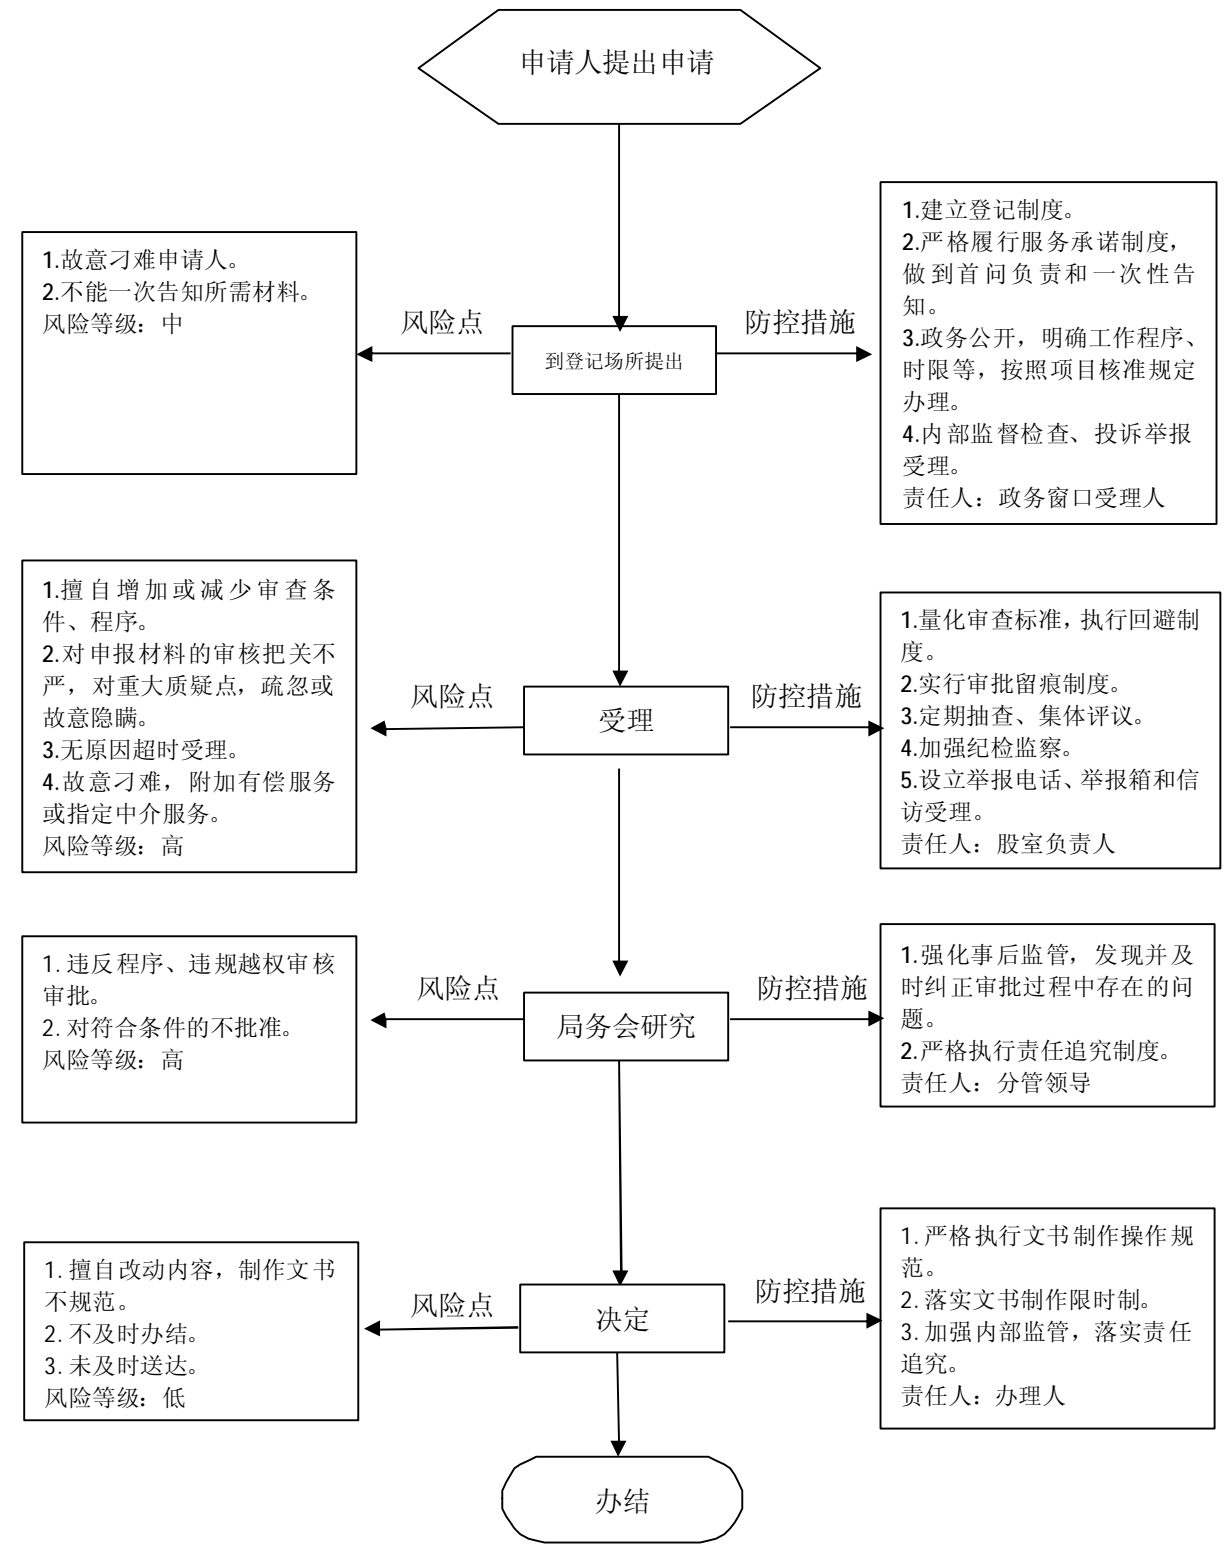 申请人提出申请
1.故意刁难申请人。
2.不能一次告知所需材料。
风险等级：中
风险点
到登记场所提出
防控措施
1.建立登记制度。
2.严格履行服务承诺制度，
做到首问负责和一次性告
知。
3.政务公开，明确工作程序、
时限等，按照项目核准规定
办理。
4.内部监督检查、投诉举报
受理。
责任人：政务窗口受理人
1.擅自增加或减少审查条
件、程序。
2.对申报材料的审核把关不
严，对重大质疑点，疏忽或
故意隐瞒。
3.无原因超时受理。
4.故意刁难，附加有偿服务
或指定中介服务。
风险等级：高
风险点
受理
防控措施
1.量化审查标准，执行回避制
度。
2.实行审批留痕制度。
3.定期抽查、集体评议。
4.加强纪检监察。
5.设立举报电话、举报箱和信
访受理。
责任人：股室负责人
1. 违反程序、违规越权审核
审批。
2. 对符合条件的不批准。
风险等级：高
风险点
局务会研究
防控措施
1.强化事后监管，发现并及
时纠正审批过程中存在的问
题。
2.严格执行责任追究制度。
责任人：分管领导
1. 擅自改动内容，制作文书
不规范。
2. 不及时办结。
3. 未及时送达。
风险等级：低
风险点
决定
防控措施
1. 严格执行文书制作操作规
范。
2. 落实文书制作限时制。
3. 加强内部监管，落实责任
追究。
责任人：办理人
办结